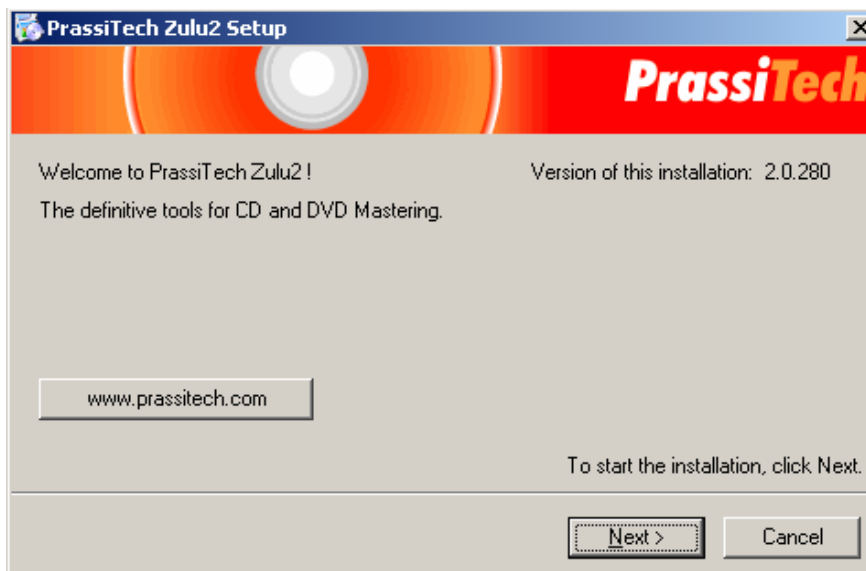 PrassiTech Zulu2 Setup
PrassiTech
Welcome to PrassiTech Zulu2 !
Version of this installation: 2.0.280
The definitive tools for CD and DVD Mastering.
www.prassitech.com
To start the installation, click Next.
Next >
Cancel